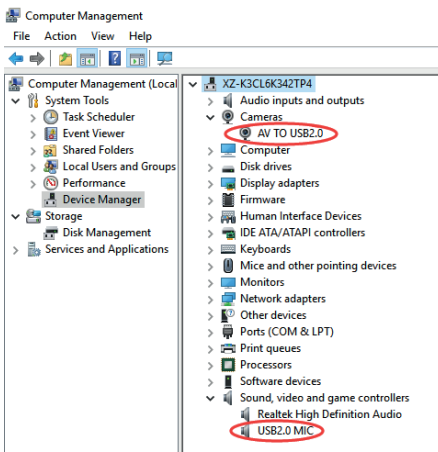 Computer Management
File Action View Help
Computer Management (Local
System Tools
Task Scheduler
Event Viewer
Shared Folders
Local Users and Groups
Performance
Device Manager
Storage
Disk Management
Services and Applications
XZ-K3CL6K342TP4
Audio inputs and outputs
Cameras
AV TO USB2.0
Computer
Disk drives
Display adapters
Firmware
Human Interface Devices
IDE ATA/ATAPI controllers
Keyboards
Mice and other pointing devices
Monitors
Network adapters
Other devices
Ports (COM & LPT)
Print queues
Processors
Software devices
Sound, video and game controllers
Realtek High Definition Audio
USB2.0 MIC